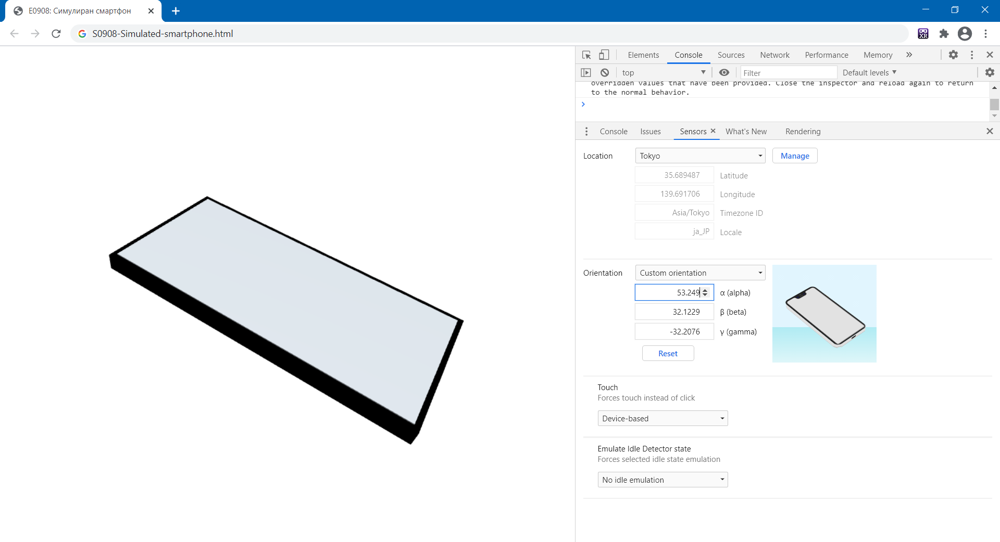 E0908: Симулиран смартфон
S0908-Simulated-smartphone.html
XR
Elements Console Sources Network Performance Memory
top Filter Default levels
overridden values that have been provided. Close the inspector and reload again to return
to the normal behavior.
Console Issues Sensors What's New Rendering
Location Tokyo Manage
35.689487 Latitude
139.691706 Longitude
Asia/Tokyo Timezone ID
ja_JP Locale
Orientation Custom orientation
53.249 α (alpha)
32.1229 β (beta)
-32.2076 γ (gamma)
Reset
Touch
Forces touch instead of click
Device-based
Emulate Idle Detector state
Forces selected idle state emulation
No idle emulation